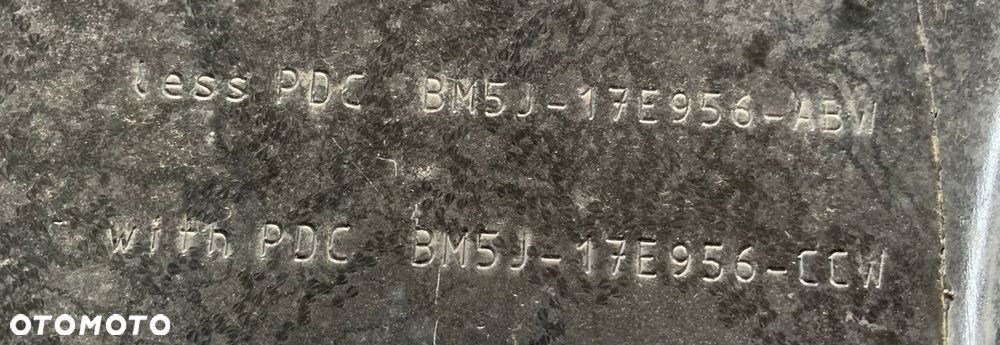 less PDC BM5J-17E956-ABW
with PDC BM5J-17E956-CCW
OTOMOTO